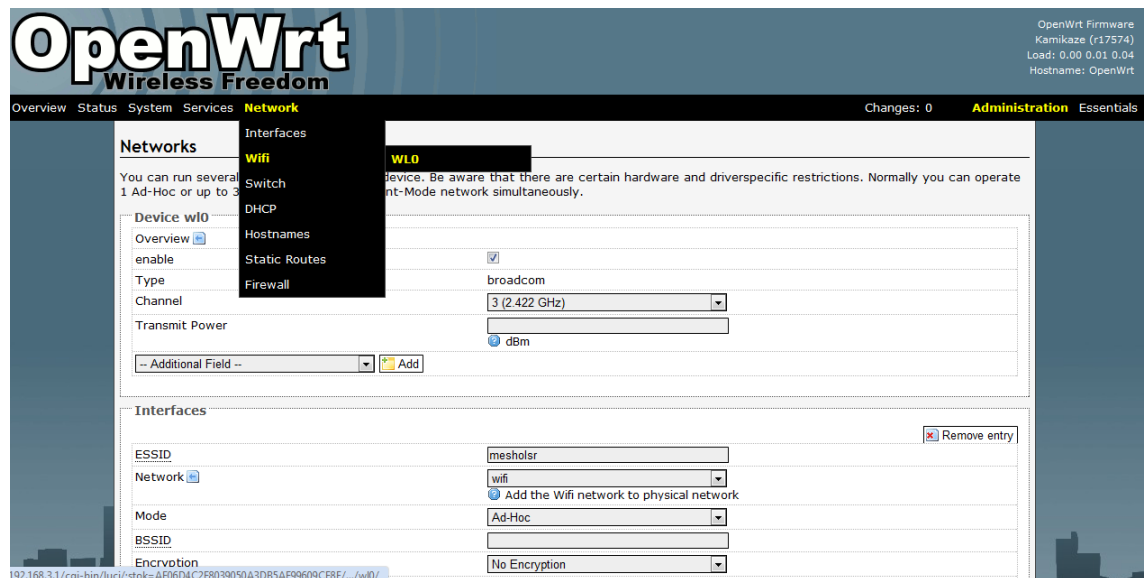 OpenWrt
Wireless Freedom
OpenWrt Firmware
Kamikaze (r17574)
Load: 0.00 0.01 0.04
Hostname: OpenWrt
Overview Status System Services Network Changes: 0 Administration Essentials
Interfaces
Wifi
WL0
Switch
DHCP
Hostnames
Static Routes
Firewall
Networks
You can run several device. Be aware that there are certain hardware and driverspecific restrictions. Normally you can operate
1 Ad-Hoc or up to 3 nt-Mode network simultaneously.
Device wl0
Overview
enable
Type broadcom
Channel 3 (2.422 GHz)
Transmit Power
dBm
-- Additional Field -- Add
Interfaces
Remove entry
ESSID mesholsr
Network wifi
Add the Wifi network to physical network
Mode Ad-Hoc
BSSID
Encryption No Encryption